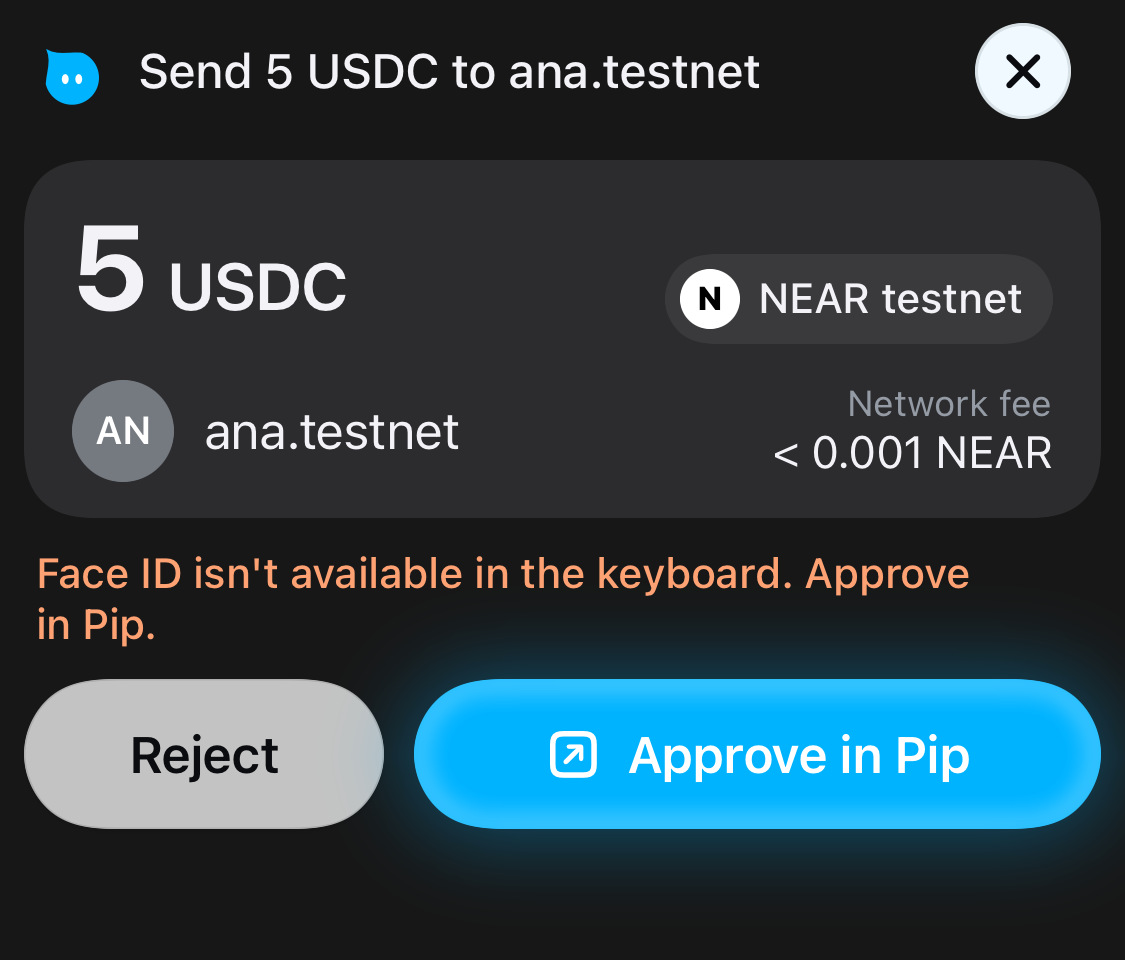 Send 5 USDC to ana.testnet
5 USDC
N NEAR testnet
AN ana.testnet
Network fee
< 0.001 NEAR
Face ID isn't available in the keyboard. Approve
in Pip.
Reject
Approve in Pip